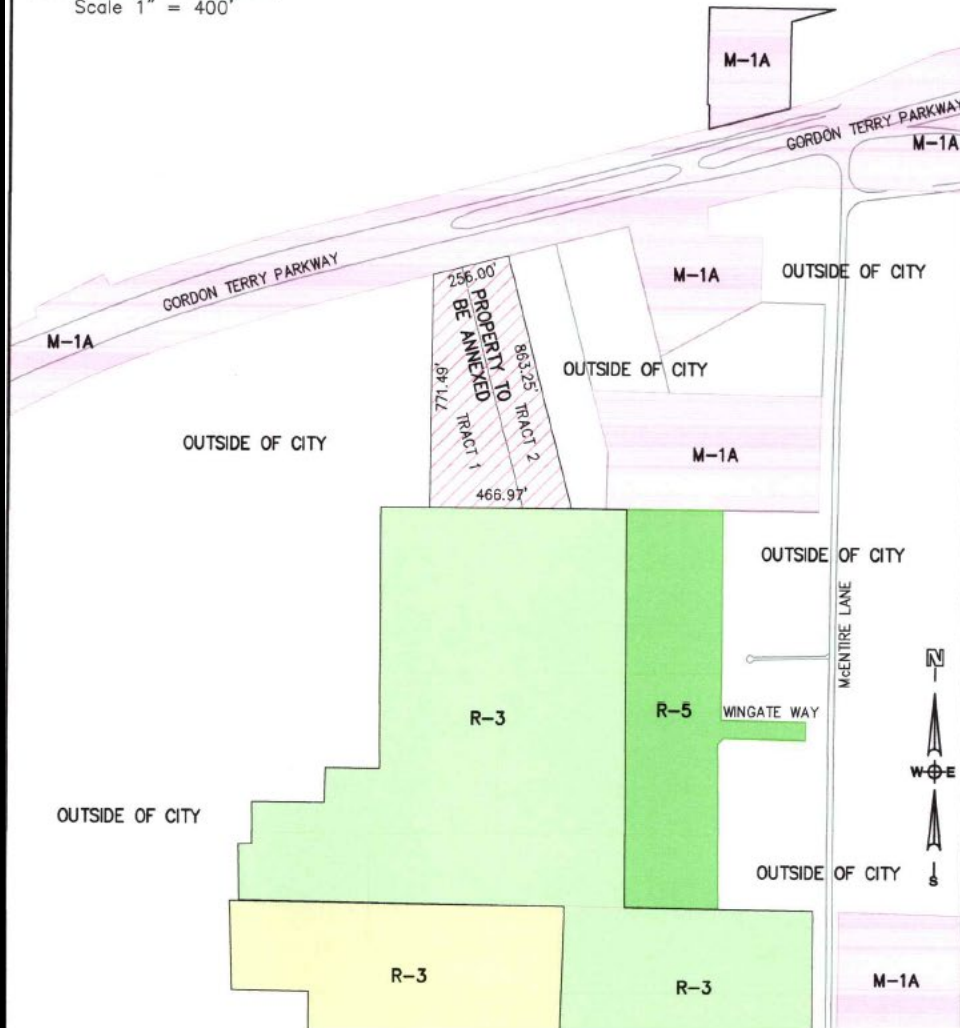 Scale 1" = 400'
M-1A
GORDON TERRY PARKWAY
M-1A
GORDON TERRY PARKWAY
M-1A
OUTSIDE OF CITY
M-1A
256.00'
PROPERTY TO
BE ANNEXED
863.25'
771.49'
TRACT 1
TRACT 2
466.97'
OUTSIDE OF CITY
OUTSIDE OF CITY
M-1A
OUTSIDE OF CITY
McENTIRE LANE
N
W E
S
R-3
R-5
WINGATE WAY
OUTSIDE OF CITY
OUTSIDE OF CITY
R-3
R-3
M-1A